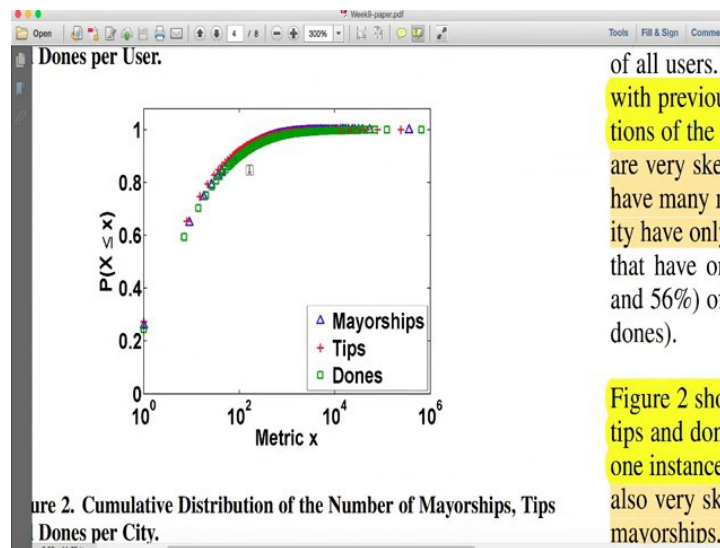 Week9-paper.pdf
Open
4 / 8
300%
Tools Fill & Sign Comme
Dones per User.
P(X ≤ x)
1
0.8
0.6
0.4
0.2
0
Mayorships
Tips
Dones
10^0 10^2 10^4 10^6
Metric x
ure 2. Cumulative Distribution of the Number of Mayorships, Tips
Dones per City.
of all users.
with previou
tions of the
are very ske
have many
ity have only
that have o
and 56%) o
dones).
Figure 2 sho
tips and don
one instance
also very sk
mayorships.